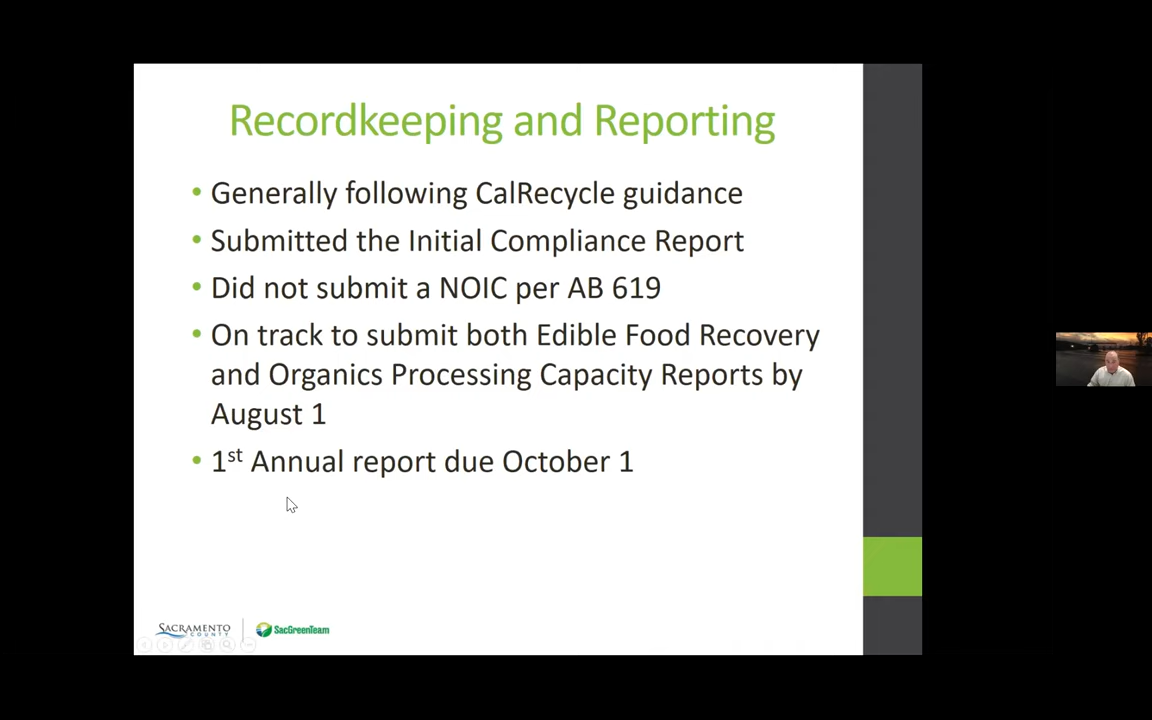 Recordkeeping and Reporting
• Generally following CalRecycle guidance
• Submitted the Initial Compliance Report
• Did not submit a NOIC per AB 619
• On track to submit both Edible Food Recovery
and Organics Processing Capacity Reports by
August 1
• 1st Annual report due October 1
SACRAMENTO
COUNTY
SacGreenTeam